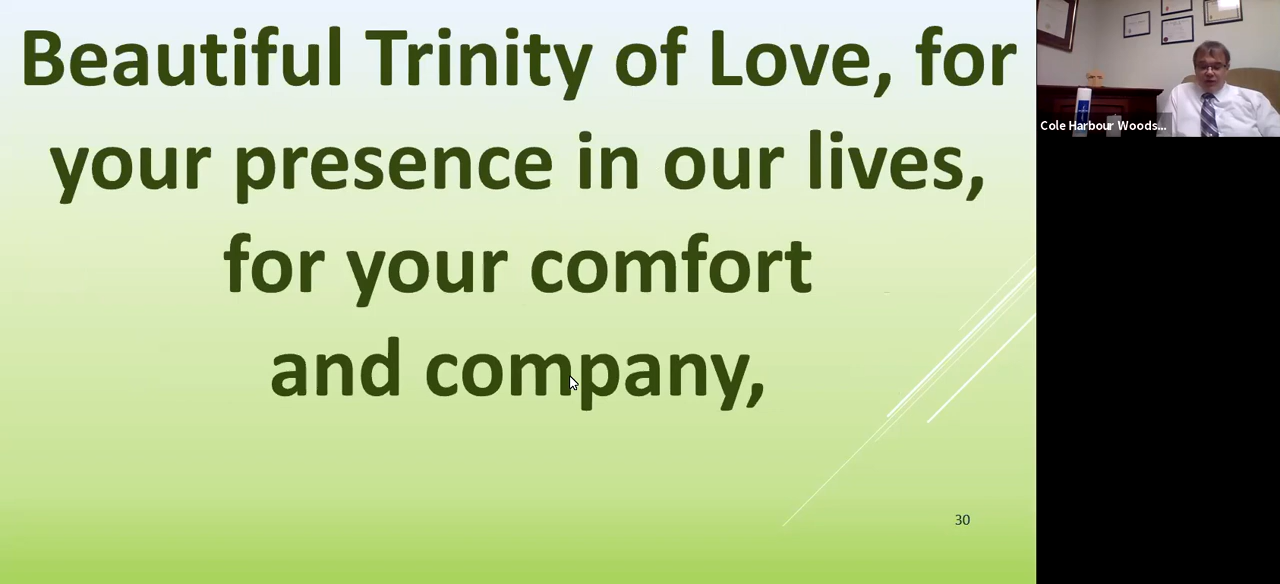 Beautiful Trinity of Love, for
your presence in our lives,
for your comfort
and company,
30
Cole Harbour Woods...